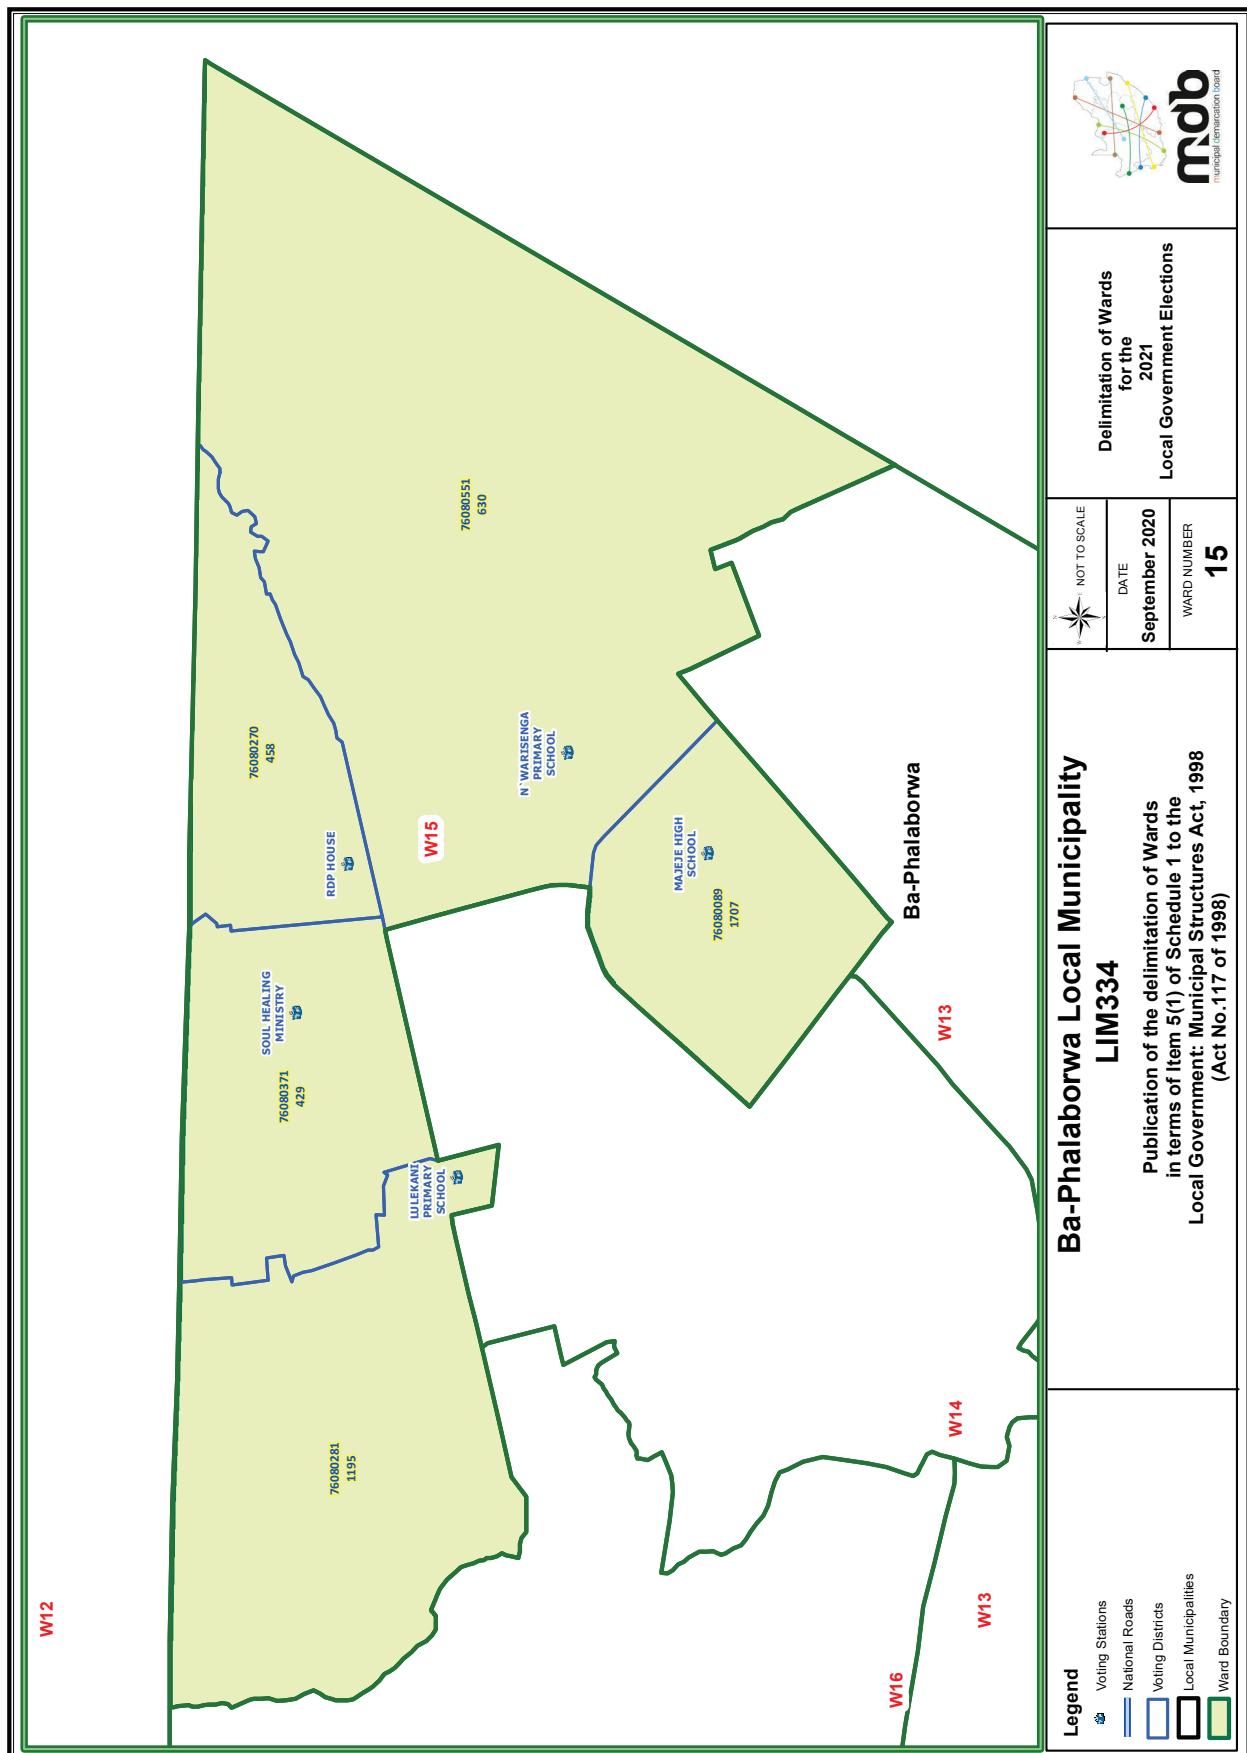 W12
76080270
458
76080551
630
RDP HOUSE
W15
N`WARISENGA
PRIMARY
SCHOOL
SOUL HEALING
MINISTRY
76080371
429
MAJEJE HIGH
SCHOOL
76080089
1707
LULEKANI
PRIMARY
SCHOOL
76080281
1195
Ba-Phalaborwa
W13
W14
W16
W13
Legend
Voting Stations
National Roads
Voting Districts
Local Municipalities
Ward Boundary
Ba-Phalaborwa Local Municipality
LIM334
Publication of the delimitation of Wards
in terms of Item 5(1) of Schedule 1 to the
Local Government: Municipal Structures Act, 1998
(Act No.117 of 1998)
NOT TO SCALE
DATE
September 2020
WARD NUMBER
15
Delimitation of Wards
for the
2021
Local Government Elections
mdb
municipal demarcation board